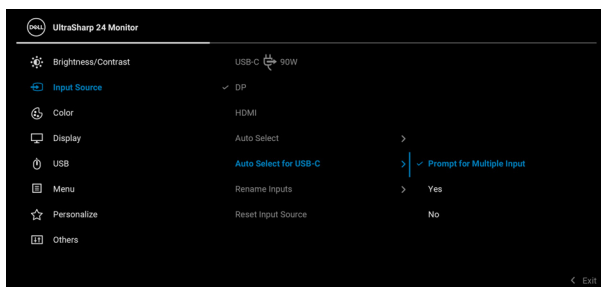 DELL UltraSharp 24 Monitor
Brightness/Contrast
USB-C 90W
Input Source
✓ DP
Color
HDMI
Display
Auto Select >
USB
Auto Select for USB-C > ✓ Prompt for Multiple Input
Menu
Rename Inputs > Yes
Personalize
Reset Input Source
No
Others
< Exit